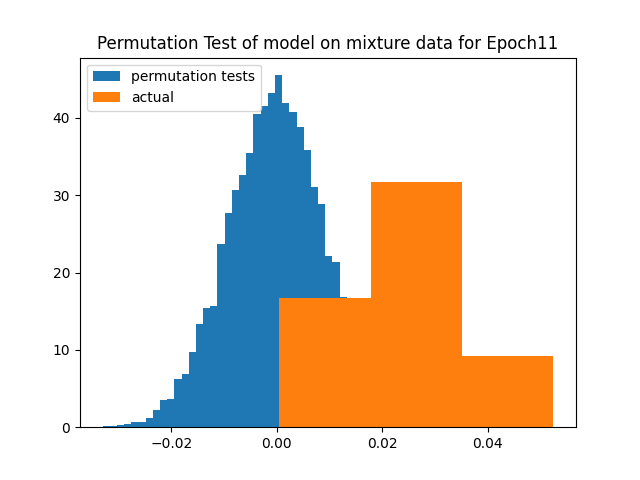 Permutation Test of model on mixture data for Epoch11
permutation tests
actual
40
30
20
10
0
−0.02 0.00 0.02 0.04